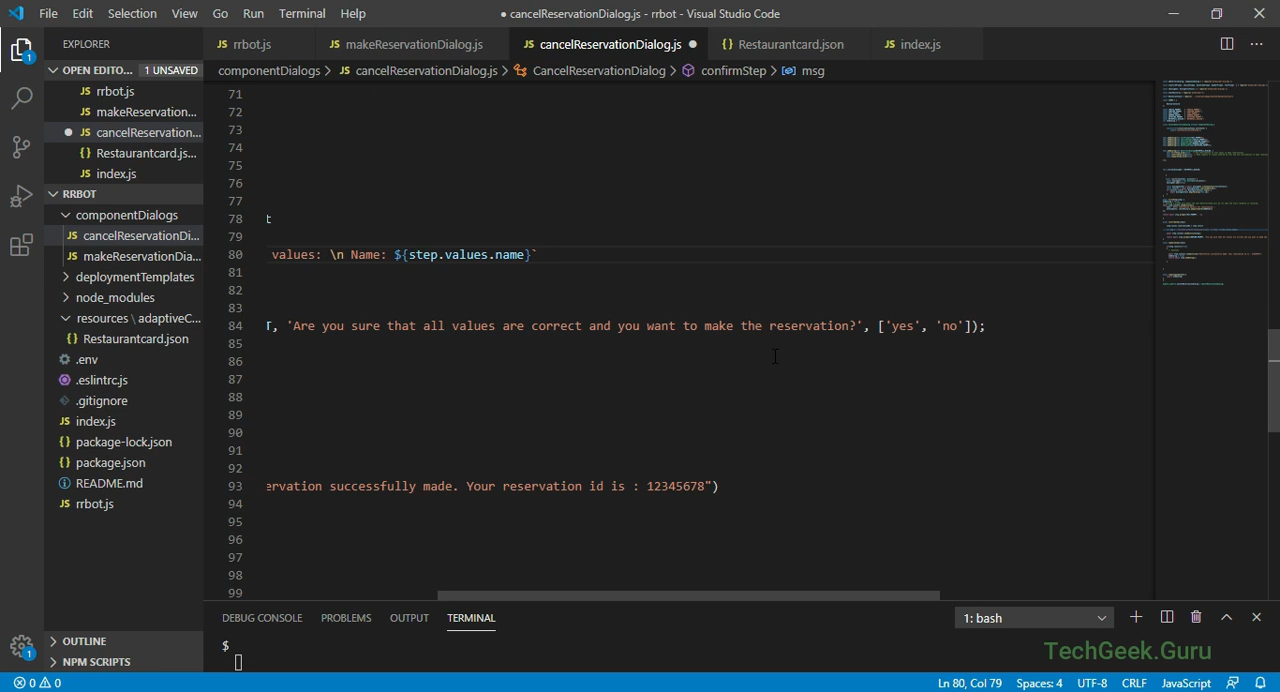 File Edit Selection View Go Run Terminal Help ● cancelReservationDialog.js - rrbot - Visual Studio Code
EXPLORER JS rrbot.js JS makeReservationDialog.js JS cancelReservationDialog.js ● {} Restaurantcard.json JS index.js
OPEN EDITO... 1 UNSAVED componentDialogs > JS cancelReservationDialog.js > CancelReservationDialog > confirmStep > msg
JS rrbot.js
JS makeReservation...
● JS cancelReservation...
{} Restaurantcard.js...
JS index.js
RRBOT
componentDialogs
JS cancelReservationDi...
JS makeReservationDia...
deploymentTemplates
node_modules
resources \ adaptiveC...
{} Restaurantcard.json
.env
.eslintrc.js
.gitignore
JS index.js
{} package-lock.json
{} package.json
README.md
JS rrbot.js
OUTLINE
NPM SCRIPTS
71
72
73
74
75
76
77
78 t
79
80 values: \n Name: ${step.values.name}`
81
82
83
84 T, 'Are you sure that all values are correct and you want to make the reservation?', ['yes', 'no']);
85
86
87
88
89
90
91
92
93 ervation successfully made. Your reservation id is : 12345678")
94
95
96
97
98
99
DEBUG CONSOLE PROBLEMS OUTPUT TERMINAL 1: bash
$
TechGeek.Guru
1
1
0 0 Ln 80, Col 79 Spaces: 4 UTF-8 CRLF JavaScript